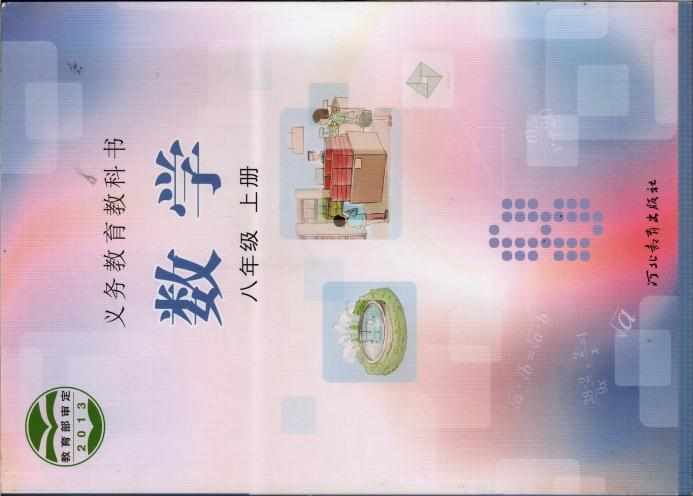 教育部审定
2013
义务教育教科书
数学
八年级 上册
√a·√b=√a·b
√a
河北教育出版社